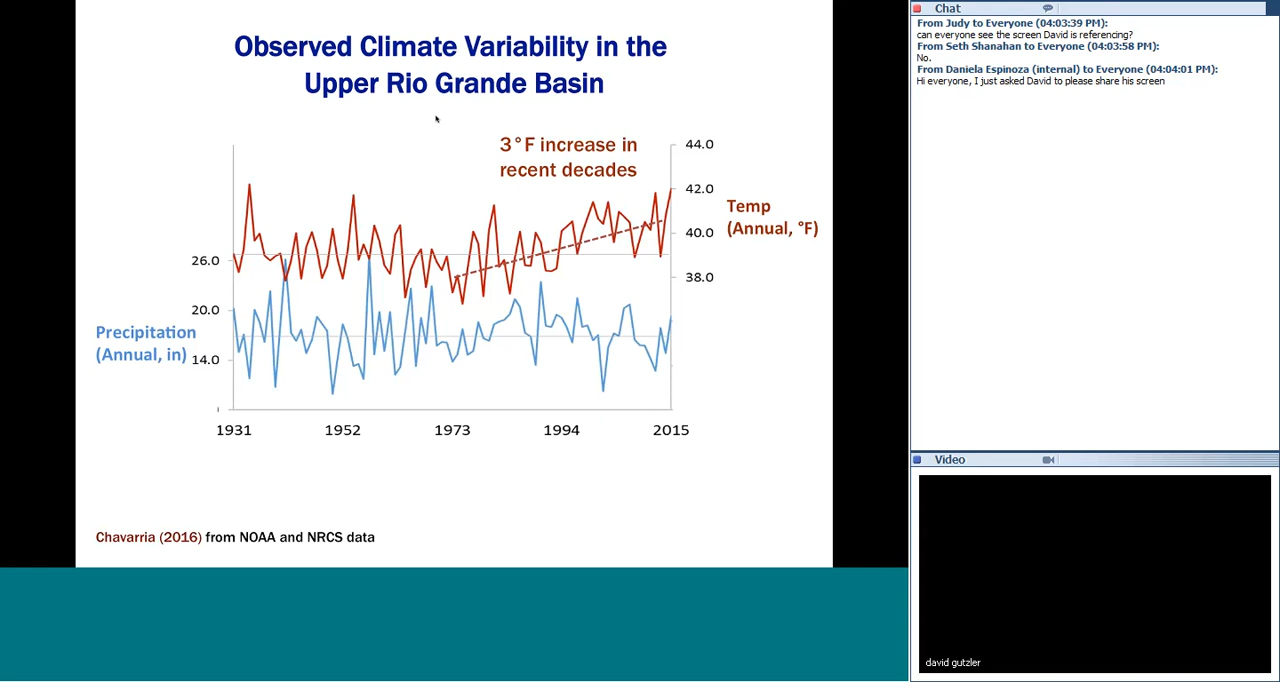 Observed Climate Variability in the
Upper Rio Grande Basin
3°F increase in
recent decades
44.0
42.0
40.0
38.0
Temp
(Annual, °F)
26.0
20.0
14.0
Precipitation
(Annual, in)
1931
1952
1973
1994
2015
Chavarria (2016) from NOAA and NRCS data
Chat
From Judy to Everyone (04:03:39 PM):
can everyone see the screen David is referencing?
From Seth Shanahan to Everyone (04:03:58 PM):
No.
From Daniela Espinoza (internal) to Everyone (04:04:01 PM):
Hi everyone, I just asked David to please share his screen
Video
david gutzler